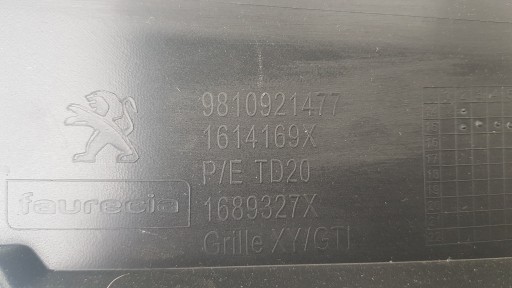 9810921477
1614169X
P/E TD20
faurecia
1689327X
Grille XY/GTI